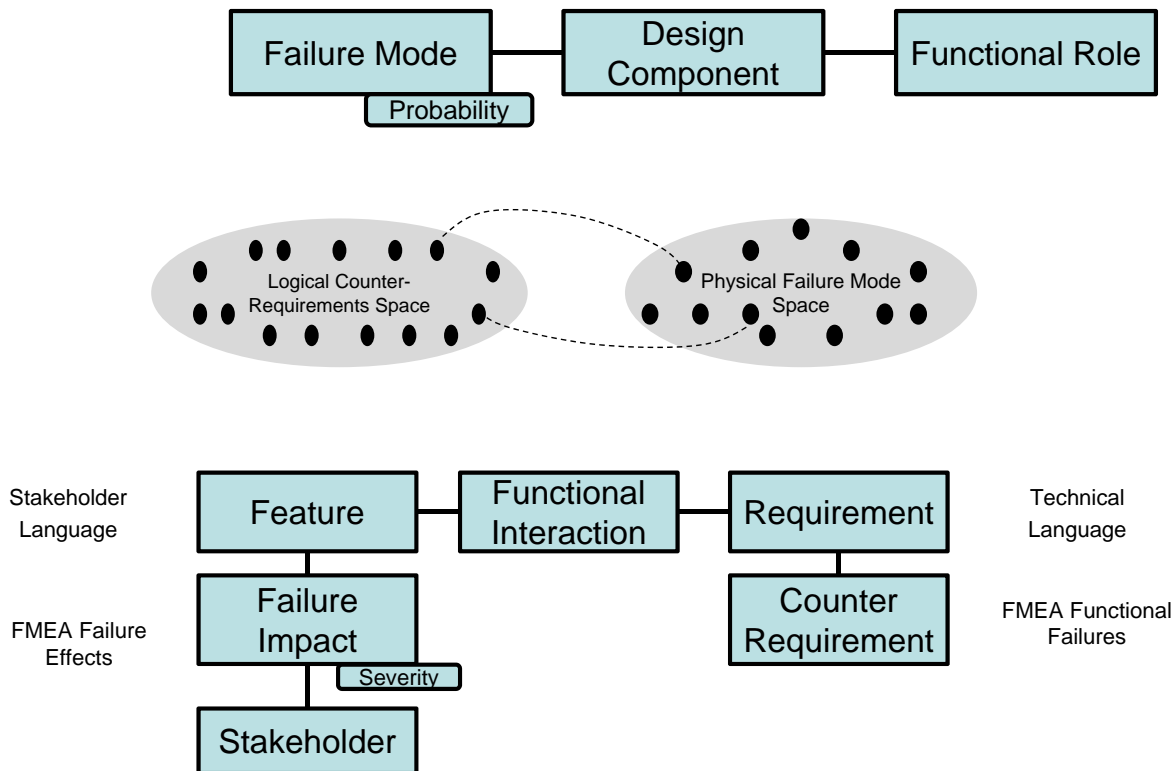 Failure Mode
Probability
Design
Component
Functional Role
Logical Counter-
Requirements Space
Physical Failure Mode
Space
Stakeholder
Language
Feature
Functional
Interaction
Requirement
Technical
Language
FMEA Failure
Effects
Failure
Impact
Severity
Counter
Requirement
FMEA Functional
Failures
Stakeholder